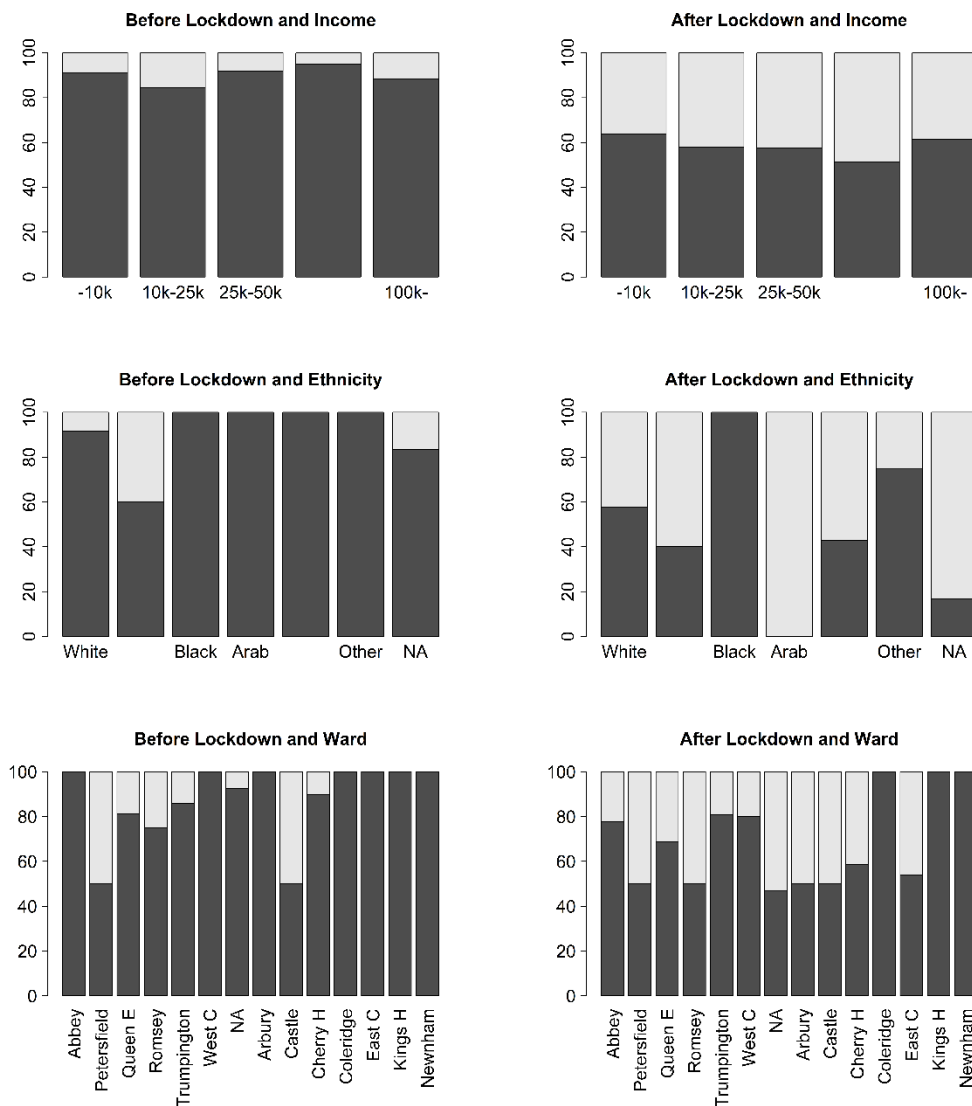 Before Lockdown and Income
100
80
60
40
20
0
-10k 10k-25k 25k-50k 100k-
After Lockdown and Income
100
80
60
40
20
0
-10k 10k-25k 25k-50k 100k-
Before Lockdown and Ethnicity
100
80
60
40
20
0
White Black Arab Other NA
After Lockdown and Ethnicity
100
80
60
40
20
0
White Black Arab Other NA
Before Lockdown and Ward
100
80
60
40
20
0
Abbey
Petersfield
Queen E
Romsey
Trumpington
West C
NA
Arbury
Castle
Cherry H
Coleridge
East C
Kings H
Newnham
After Lockdown and Ward
100
80
60
40
20
0
Abbey
Petersfield
Queen E
Romsey
Trumpington
West C
NA
Arbury
Castle
Cherry H
Coleridge
East C
Kings H
Newnham